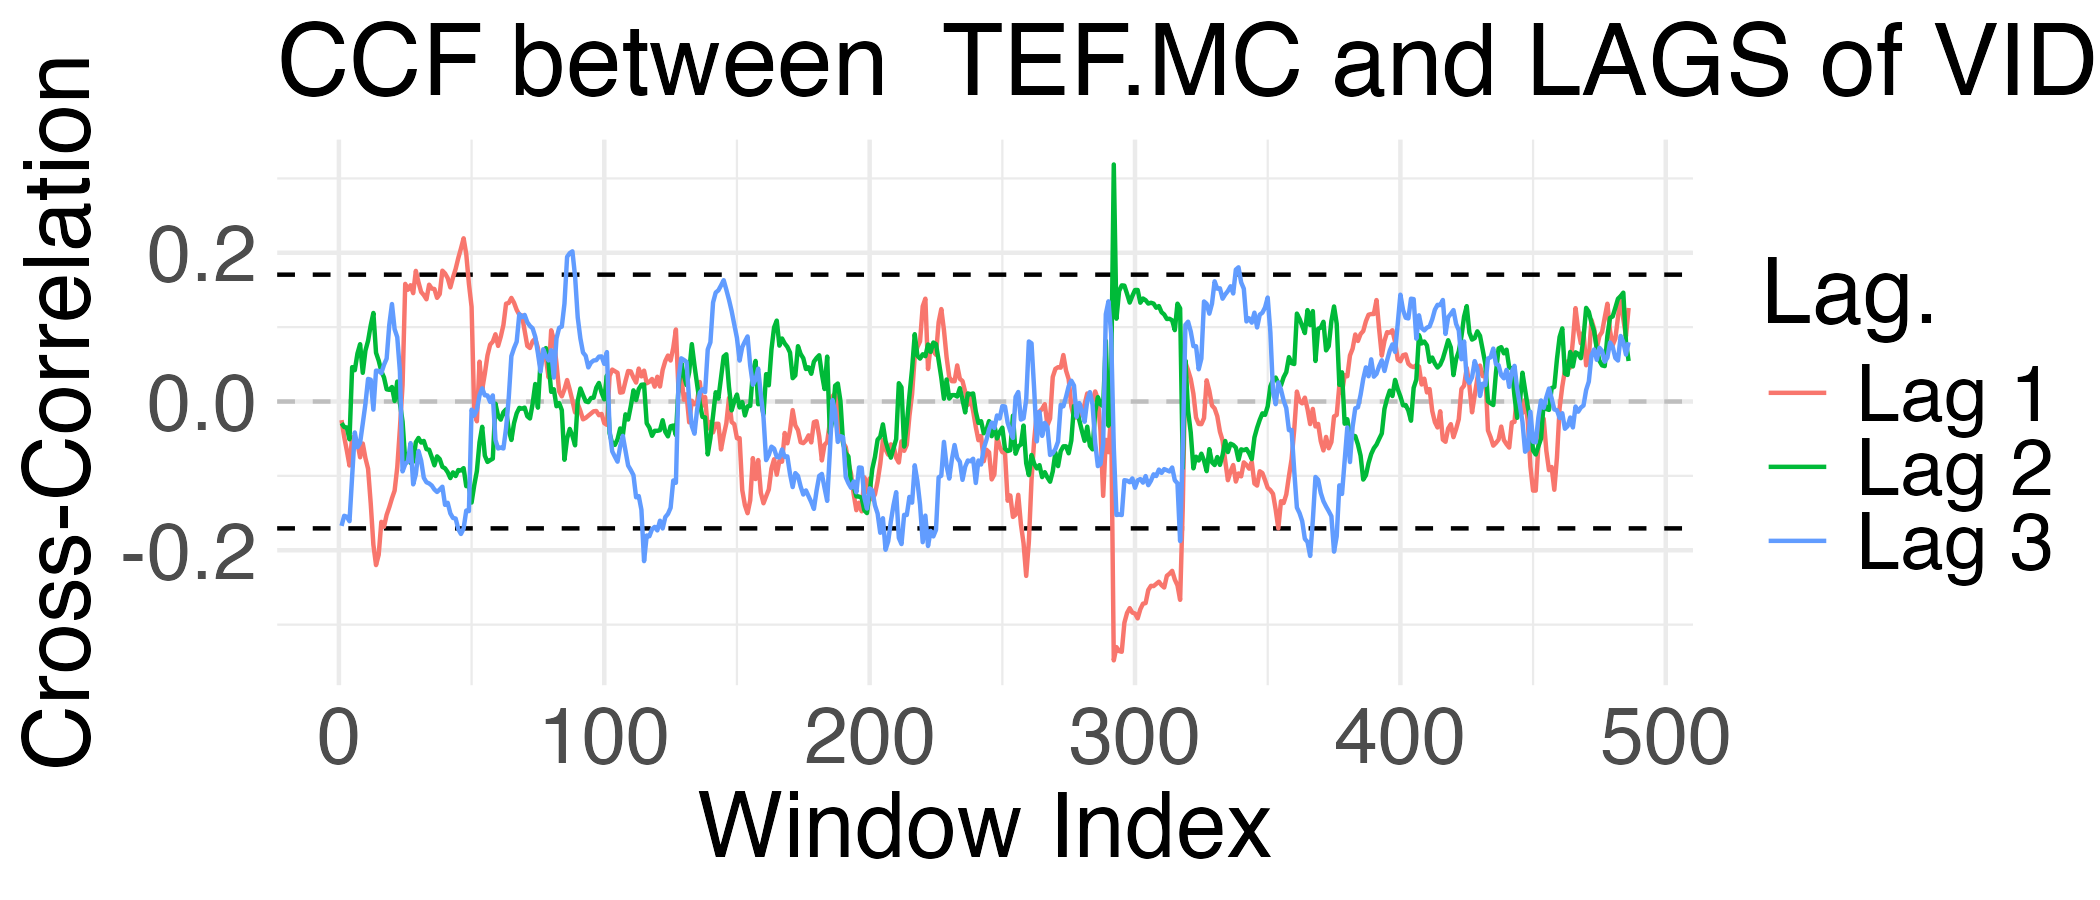 CCF between  TEF.MC and LAGS of VID
Cross-Correlation
0.2
0.0
-0.2
0 100 200 300 400 500
Window Index
Lag.
Lag 1
Lag 2
Lag 3